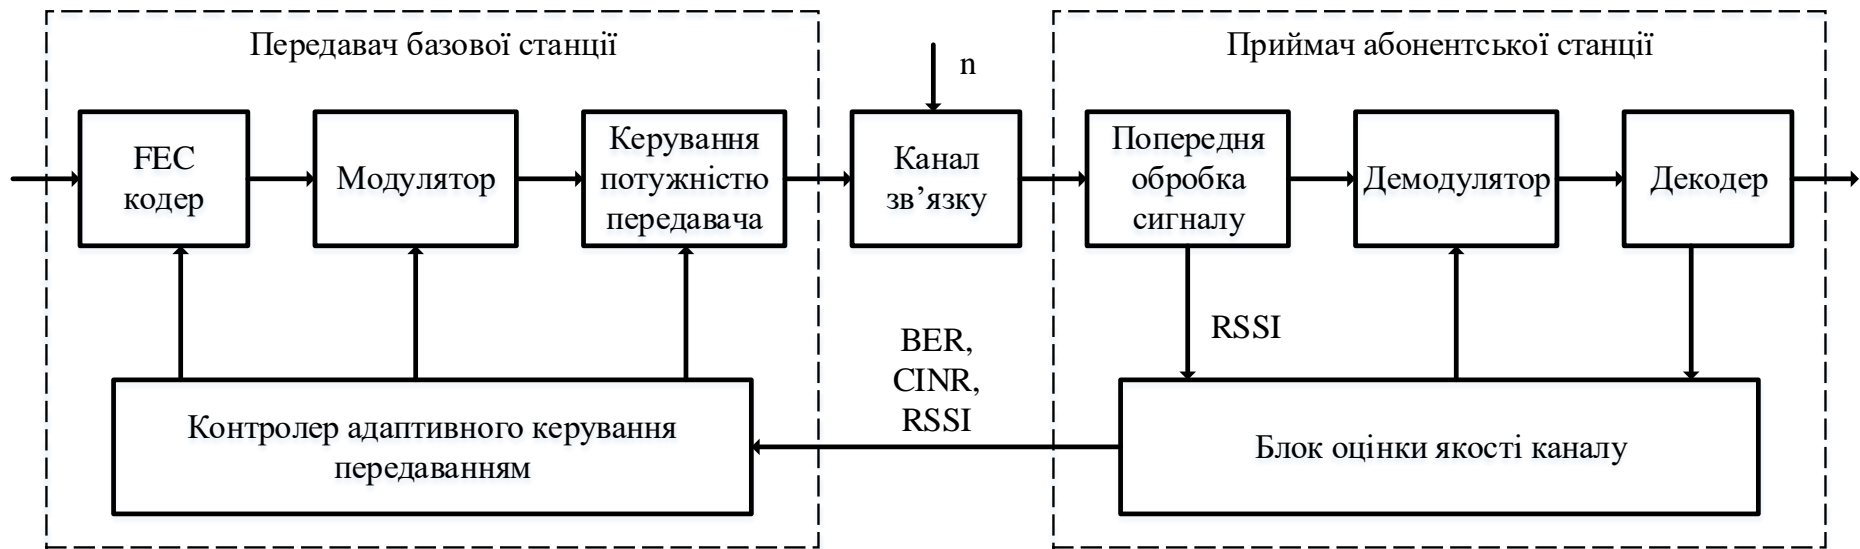 Передавач базової станції
Приймач абонентської станції
n
FEC
кодер
Модулятор
Керування
потужністю
передавача
Канал
зв’язку
Попередня
обробка
сигналу
Демодулятор
Декодер
RSSI
BER,
CINR,
RSSI
Контролер адаптивного керування
передаванням
Блок оцінки якості каналу